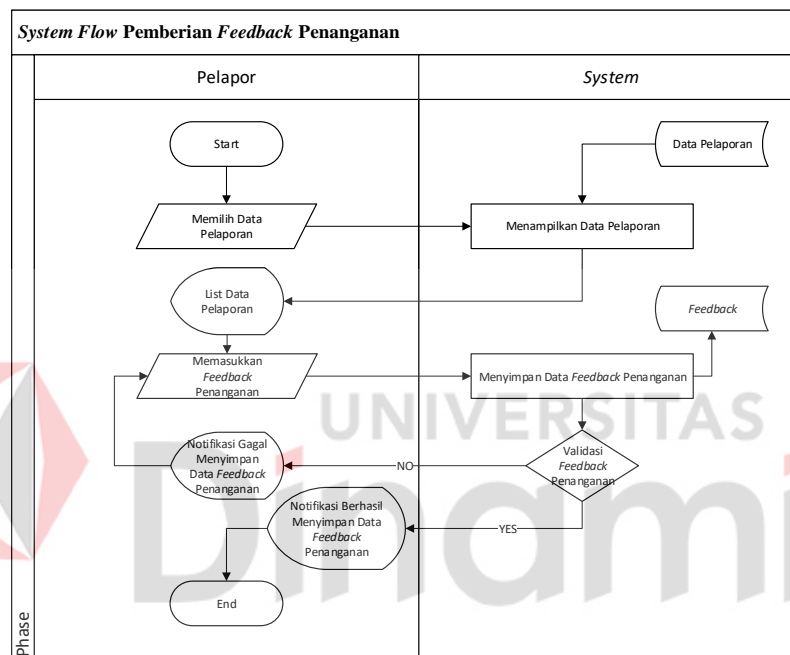 System Flow Pemberian Feedback Penanganan
Pelapor
System
Start
Data Pelaporan
Memilih Data
Pelaporan
Menampilkan Data Pelaporan
List Data
Pelaporan
Feedback
Memasukkan
Feedback
Penanganan
Menyimpan Data Feedback Penanganan
UNIVERSITAS
Dinami
Notifikasi Gagal
Menyimpan
Data Feedback
Penanganan
NO
Validasi
Feedback
Penanganan
Notifikasi Berhasil
Menyimpan Data
Feedback
Penanganan
YES
End
Phase